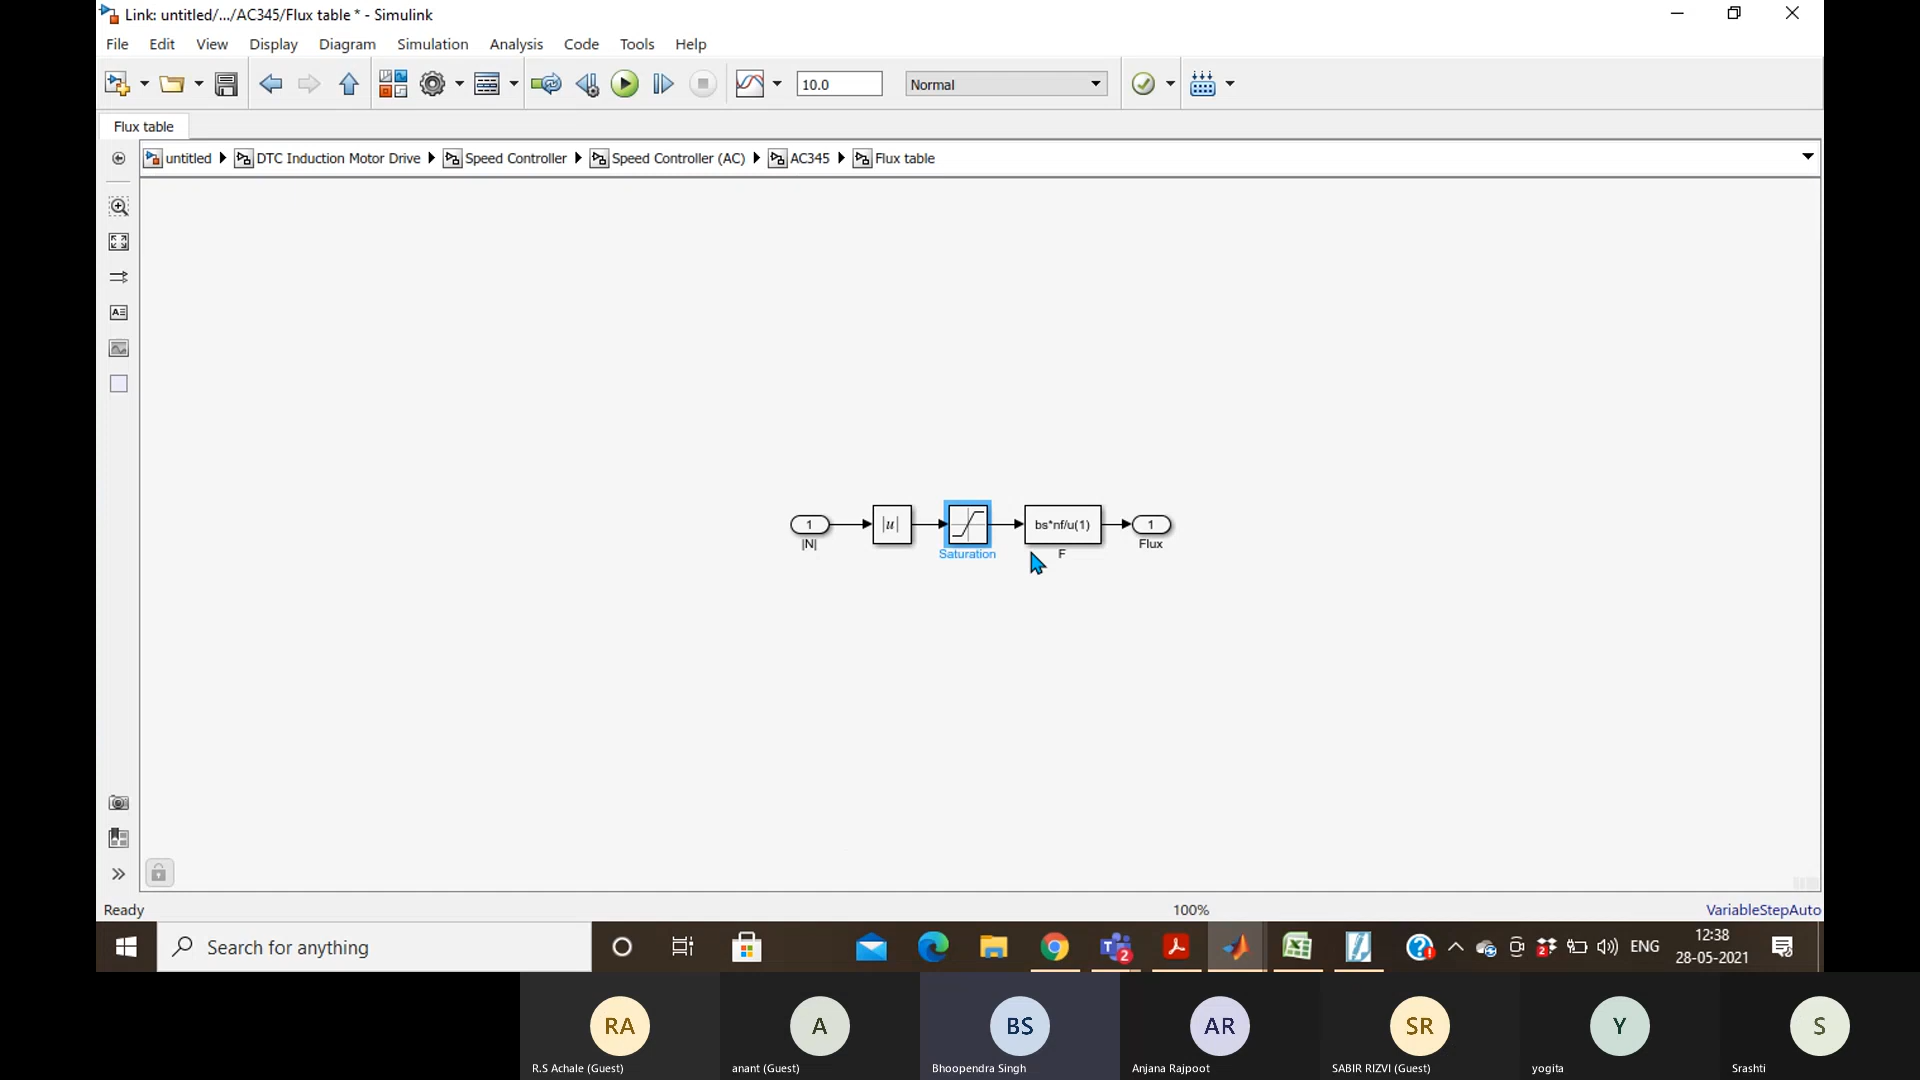 Link: untitled/.../AC345/Flux table * - Simulink
File Edit View Display Diagram Simulation Analysis Code Tools Help
10.0 Normal
Flux table
untitled DTC Induction Motor Drive Speed Controller Speed Controller (AC) AC345 Flux table
1 |u| bs*nf/u(1) 1
|N| Saturation F Flux
Ready 100% VariableStepAuto
Search for anything 2 2 ENG 12:38
28-05-2021
RA A BS AR SR Y S
R.S Achale (Guest) anant (Guest) Bhoopendra Singh Anjana Rajpoot SABIR RIZVI (Guest) yogita Srashti